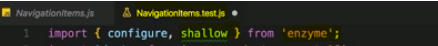 NavigationItems.js NavigationItems.test.js
1 import { configure, shallow } from 'enzyme';